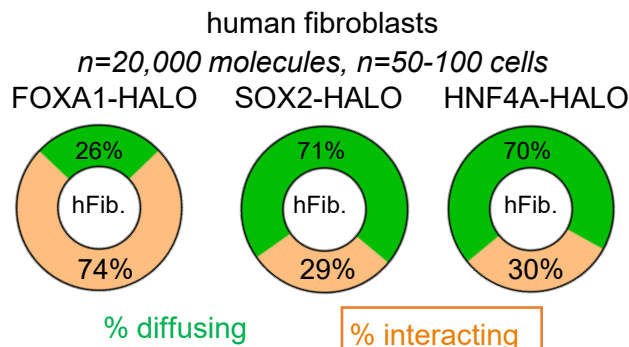 human fibroblasts
n=20,000 molecules, n=50-100 cells
FOXA1-HALO SOX2-HALO HNF4A-HALO
26% 71% 70%
hFib. hFib. hFib.
74% 29% 30%
% diffusing % interacting